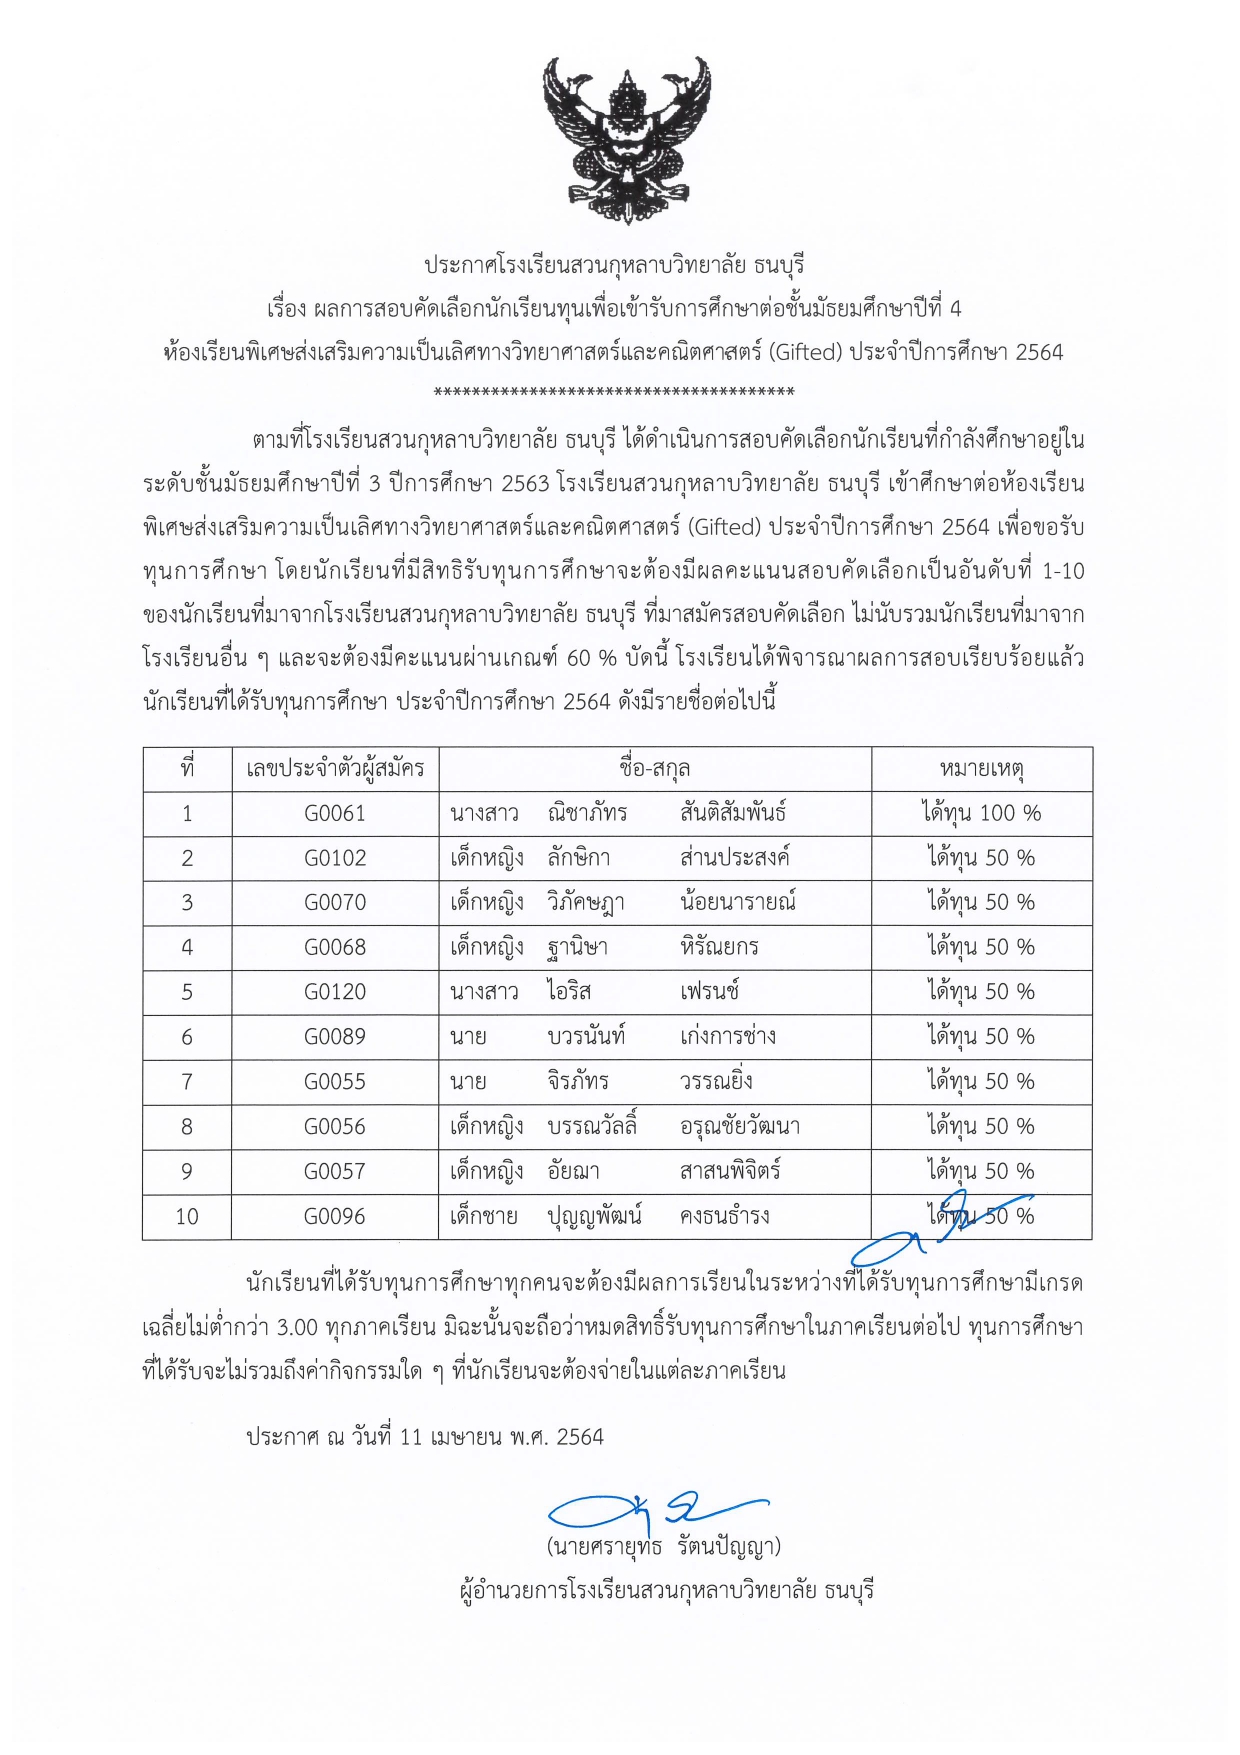 ประกาศโรงเรียนสวนกุหลาบวิทยาลัย ธนบุรี
เรื่อง ผลการสอบคัดเลือกนักเรียนทุนเพื่อเข้ารับการศึกษาต่อชั้นมัธยมศึกษาปีที่ 4
ห้องเรียนพิเศษส่งเสริมความเป็นเลิศทางวิทยาศาสตร์และคณิตศาสตร์ (Gifted) ประจำปีการศึกษา 2564
**************************************
ตามที่โรงเรียนสวนกุหลาบวิทยาลัย ธนบุรี ได้ดำเนินการสอบคัดเลือกนักเรียนที่กำลังศึกษาอยู่ใน
ระดับชั้นมัธยมศึกษาปีที่ 3 ปีการศึกษา 2563 โรงเรียนสวนกุหลาบวิทยาลัย ธนบุรี เข้าศึกษาต่อห้องเรียน
พิเศษส่งเสริมความเป็นเลิศทางวิทยาศาสตร์และคณิตศาสตร์ (Gifted) ประจำปีการศึกษา 2564 เพื่อขอรับ
ทุนการศึกษา โดยนักเรียนที่มีสิทธิรับทุนการศึกษาจะต้องมีผลคะแนนสอบคัดเลือกเป็นอันดับที่ 1-10
ของนักเรียนที่มาจากโรงเรียนสวนกุหลาบวิทยาลัย ธนบุรี ที่มาสมัครสอบคัดเลือก ไม่นับรวมนักเรียนที่มาจาก
โรงเรียนอื่น ๆ และจะต้องมีคะแนนผ่านเกณฑ์ 60 % บัดนี้ โรงเรียนได้พิจารณาผลการสอบเรียบร้อยแล้ว
นักเรียนที่ได้รับทุนการศึกษา ประจำปีการศึกษา 2564 ดังมีรายชื่อต่อไปนี้
ที่ เลขประจำตัวผู้สมัคร ชื่อ-สกุล หมายเหตุ
1 G0061 นางสาว ณิชาภัทร สันติสัมพันธ์ ได้ทุน 100 %
2 G0102 เด็กหญิง ลักษิกา ส่านประสงค์ ได้ทุน 50 %
3 G0070 เด็กหญิง วิภัคษฎา น้อยนารายณ์ ได้ทุน 50 %
4 G0068 เด็กหญิง ฐานิษา หิรัณยกร ได้ทุน 50 %
5 G0120 นางสาว ไอริส เฟรนช์ ได้ทุน 50 %
6 G0089 นาย บวรนันท์ เก่งการช่าง ได้ทุน 50 %
7 G0055 นาย จิรภัทร วรรณยิ่ง ได้ทุน 50 %
8 G0056 เด็กหญิง บรรณวัลลิ์ อรุณชัยวัฒนา ได้ทุน 50 %
9 G0057 เด็กหญิง อัยฌา สาสนพิจิตร์ ได้ทุน 50 %
10 G0096 เด็กชาย ปุญญพัฒน์ คงธนธำรง ได้ทุน 50 %
นักเรียนที่ได้รับทุนการศึกษาทุกคนจะต้องมีผลการเรียนในระหว่างที่ได้รับทุนการศึกษามีเกรด
เฉลี่ยไม่ต่ำกว่า 3.00 ทุกภาคเรียน มิฉะนั้นจะถือว่าหมดสิทธิ์รับทุนการศึกษาในภาคเรียนต่อไป ทุนการศึกษา
ที่ได้รับจะไม่รวมถึงค่ากิจกรรมใด ๆ ที่นักเรียนจะต้องจ่ายในแต่ละภาคเรียน
ประกาศ ณ วันที่ 11 เมษายน พ.ศ. 2564
(นายศรายุทธ รัตนปัญญา)
ผู้อำนวยการโรงเรียนสวนกุหลาบวิทยาลัย ธนบุรี